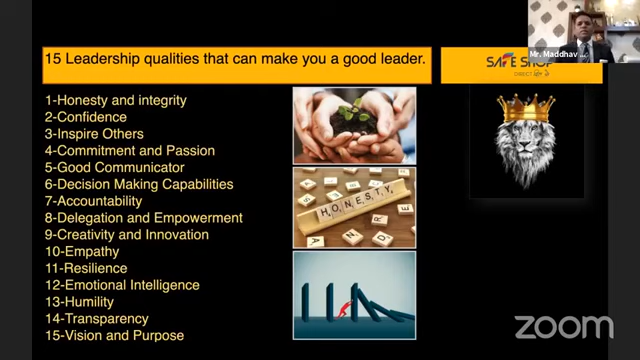 15 Leadership qualities that can make you a good leader.
1-Honesty and integrity
2-Confidence
3-Inspire Others
4-Commitment and Passion
5-Good Communicator
6-Decision Making Capabilities
7-Accountability
8-Delegation and Empowerment
9-Creativity and Innovation
10-Empathy
11-Resilience
12-Emotional Intelligence
13-Humility
14-Transparency
15-Vision and Purpose
HONESTY
Mr. Maddhav
SAFE SHOP
DIRECT
zoom